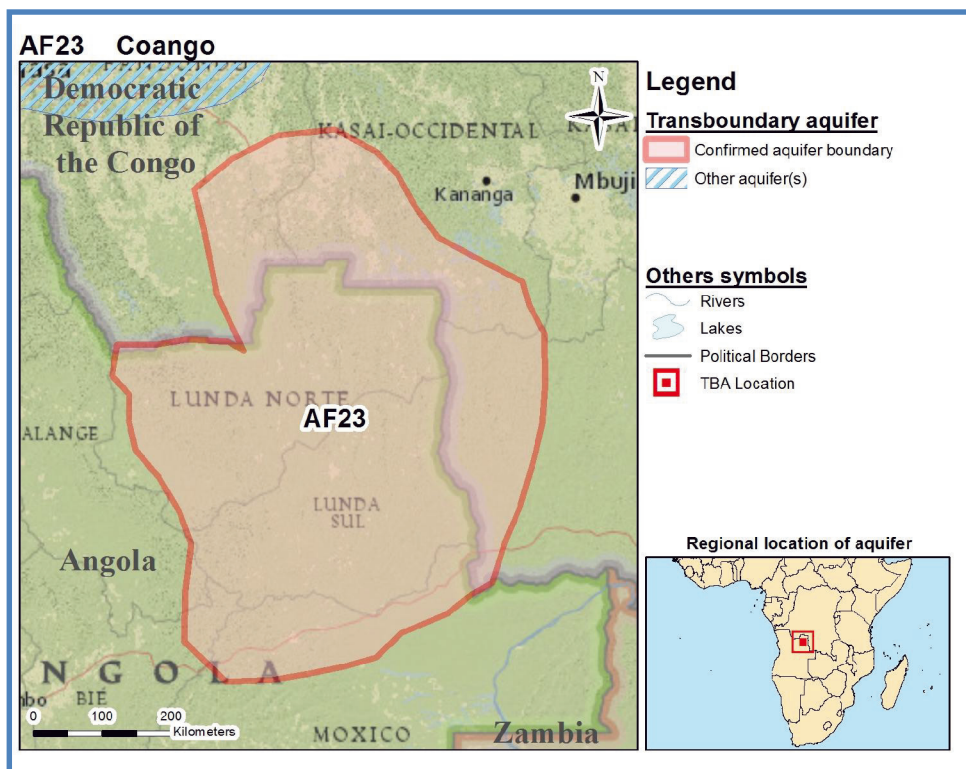 AF23 Coango
Democratic
Republic of
the Congo
KASAI-OCCIDENTAL
Kananga
Mbuji
LUNDA NORTE
AF23
ALANGE
LUNDA
SUL
Angola
NGOLA
BIÉ
MOXICO
Zambia
0 100 200
Kilometers
N
Legend
Transboundary aquifer
Confirmed aquifer boundary
Other aquifer(s)
Others symbols
Rivers
Lakes
Political Borders
TBA Location
Regional location of aquifer